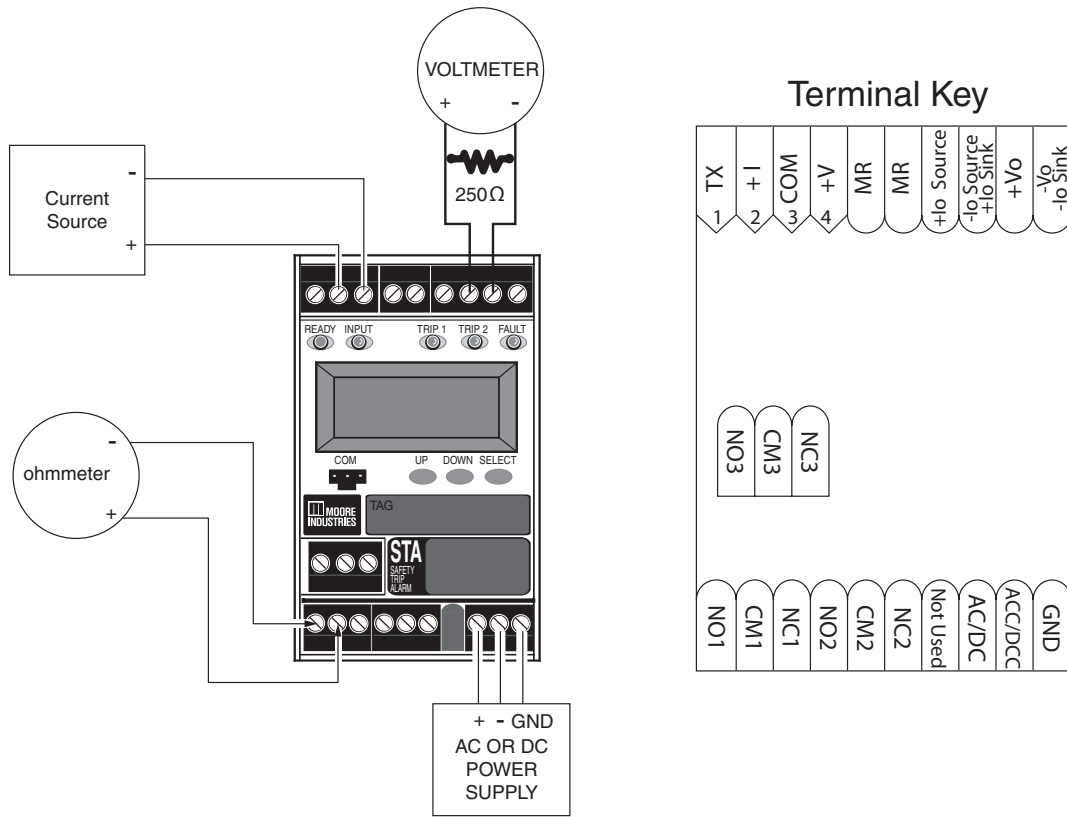 VOLTMETER
+ -
250Ω
Current
Source
-
+
READY INPUT TRIP 1 TRIP 2 FAULT
COM UP DOWN SELECT
MOORE
INDUSTRIES
TAG
STA
SAFETY
TRIP
ALARM
ohmmeter
-
+
+ - GND
AC OR DC
POWER
SUPPLY
Terminal Key
TX
1
+I
2
COM
3
+V
4
MR
MR
+Io Source
-Io Source
+Io Sink
+Vo
-Vo
-Io Sink
NO3
CM3
NC3
NO1
CM1
NC1
NO2
CM2
NC2
Not Used
AC/DC
ACC/DCC
GND